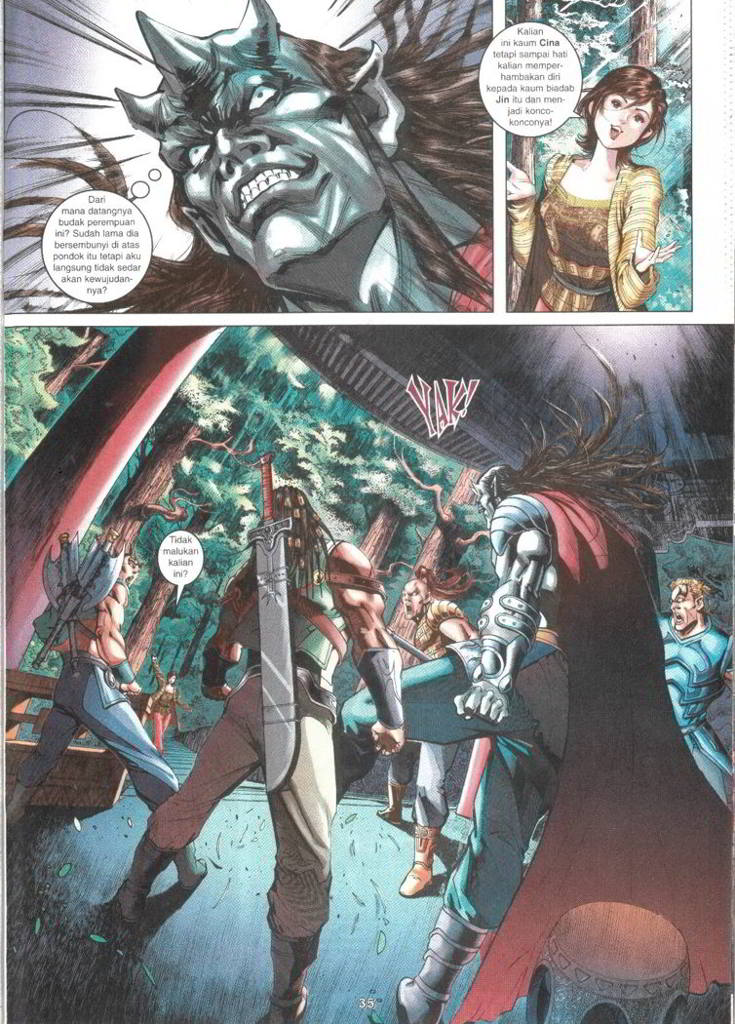 Dari
mana datangnya
budak perempuan
ini? Sudah lama dia
bersembunyi di atas
pondok itu tetapi aku
langsung tidak sedar
akan kewujudan-
nya?
Kalian
ini kaum Cina
tetapi sampai hati
kalian memper-
hambakan diri
kepada kaum biadab
Jin itu dan men-
jadi konco-
konconya!
YAK!
Tidak
malukan
kalian
ini?
35